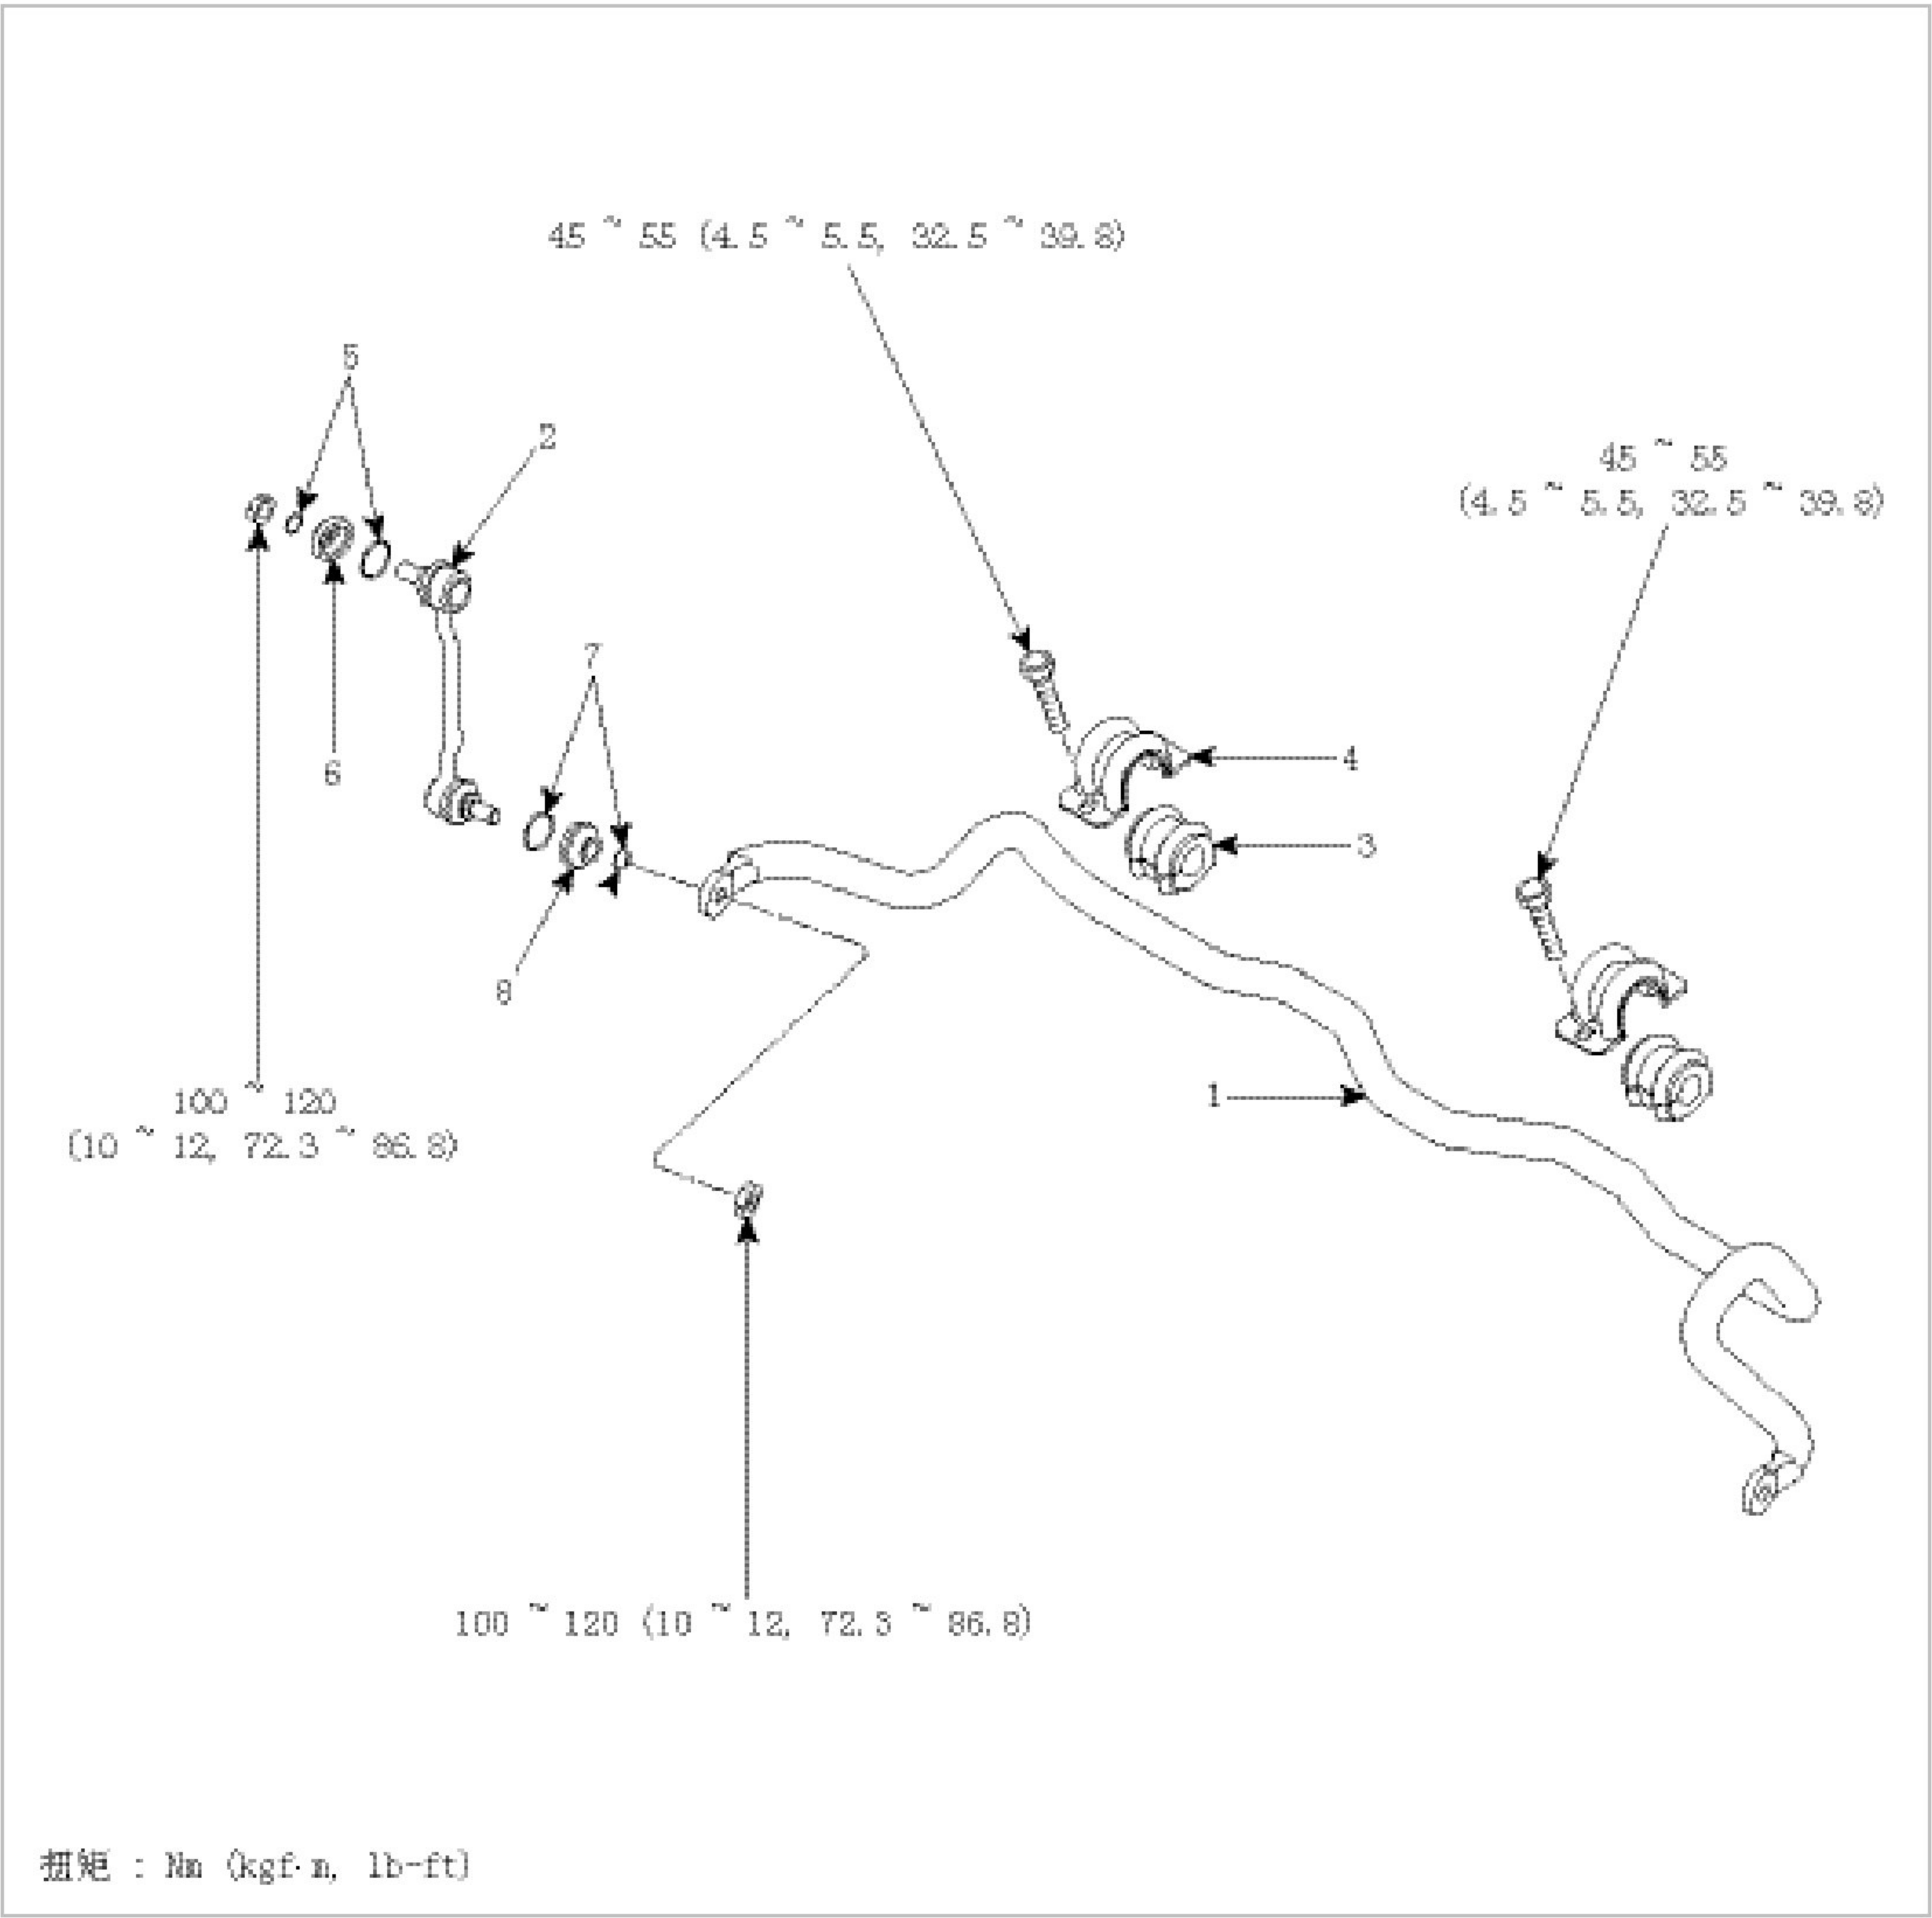 45 ~ 55 (4.5 ~ 5.5, 32.5 ~ 39.8)
5
2
45 ~ 55
(4.5 ~ 5.5, 32.5 ~ 39.8)
7
4
6
3
8
1
100 ~ 120
(10 ~ 12, 72.3 ~ 86.8)
100 ~ 120 (10 ~ 12, 72.3 ~ 86.8)
扭矩 : Nm (kgf·m, lb-ft)